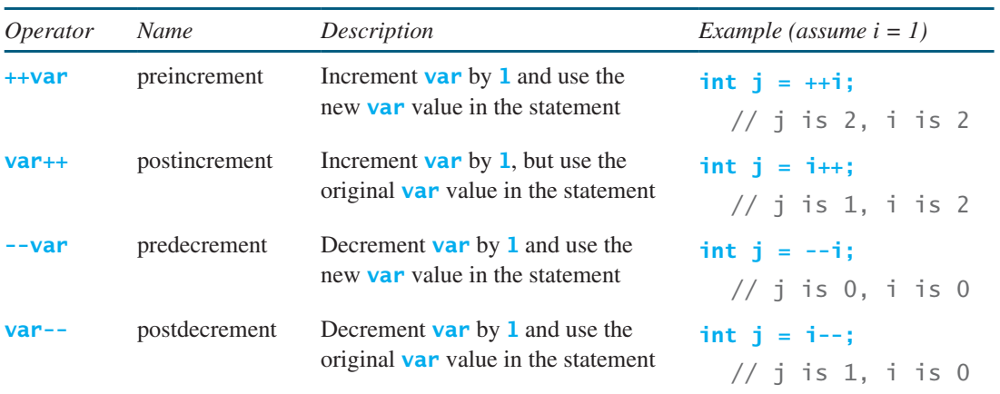 Operator Name Description Example (assume i = 1)
++var preincrement Increment var by 1 and use the int j = ++i;
new var value in the statement // j is 2, i is 2
var++ postincrement Increment var by 1, but use the int j = i++;
original var value in the statement // j is 1, i is 2
--var predecrement Decrement var by 1 and use the int j = --i;
new var value in the statement // j is 0, i is 0
var-- postdecrement Decrement var by 1 and use the int j = i--;
original var value in the statement // j is 1, i is 0